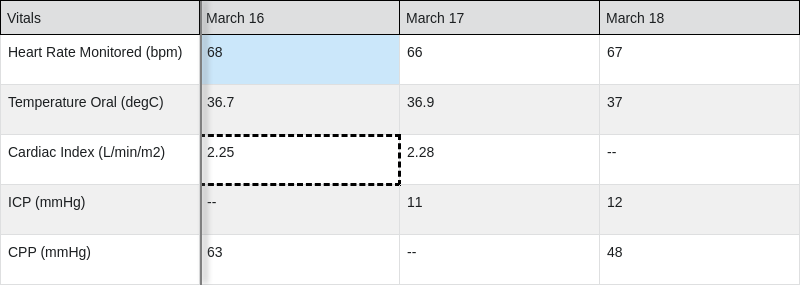 Vitals March 16 March 17 March 18
Heart Rate Monitored (bpm) 68 66 67
Temperature Oral (degC) 36.7 36.9 37
Cardiac Index (L/min/m2) 2.25 2.28 --
ICP (mmHg) -- 11 12
CPP (mmHg) 63 -- 48